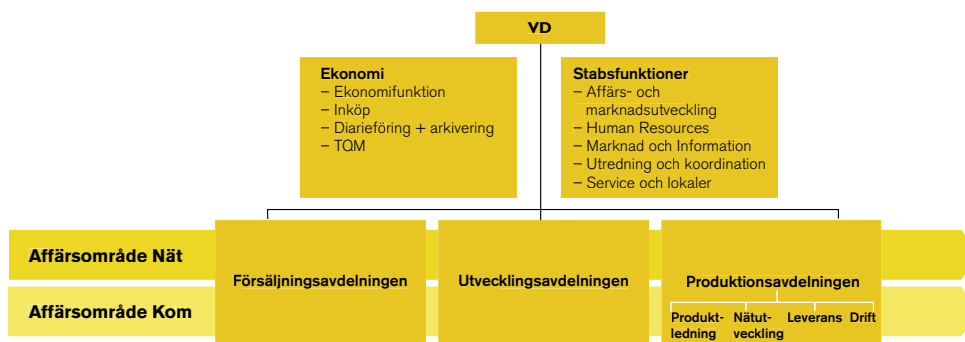 VD
Ekonomi
– Ekonomifunktion
– Inköp
– Diarieföring + arkivering
– TQM
Stabsfunktioner
– Affärs- och
marknadsutveckling
– Human Resources
– Marknad och Information
– Utredning och koordination
– Service och lokaler
Affärsområde Nät
Affärsområde Kom
Försäljningsavdelningen
Utvecklingsavdelningen
Produktionsavdelningen
Produkt-
ledning
Nätut-
veckling
Leverans
Drift